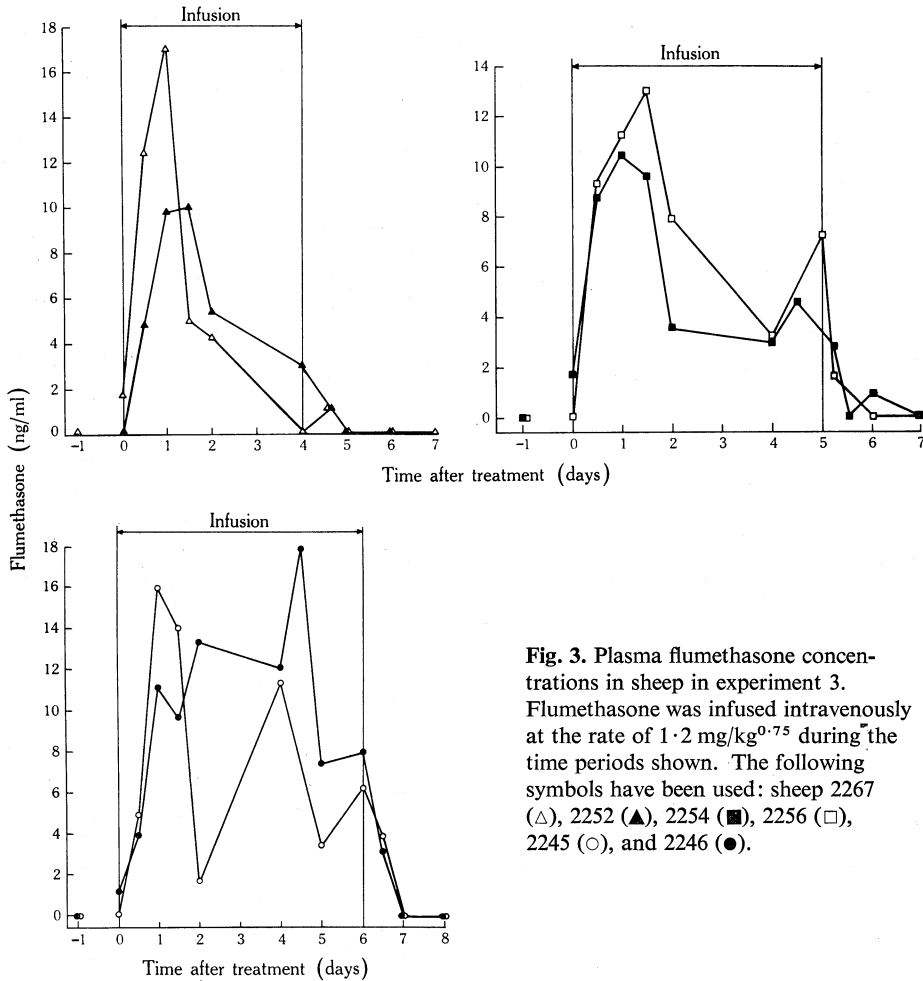 Infusion
18
16
14
12
10
8
6
4
2
0
-1 0 1 2 3 4 5 6 7
Infusion
14
12
10
8
6
4
2
0
-1 0 1 2 3 4 5 6 7
Time after treatment (days)
Flumethasone (ng/ml)
Infusion
18
16
14
12
10
8
6
4
2
0
-1 0 1 2 3 4 5 6 7 8
Time after treatment (days)
Fig. 3. Plasma flumethasone concen-
trations in sheep in experiment 3.
Flumethasone was infused intravenously
at the rate of 1·2 mg/kg⁰·⁷⁵ during the
time periods shown. The following
symbols have been used: sheep 2267
(△), 2252 (▲), 2254 (■), 2256 (□),
2245 (○), and 2246 (●).